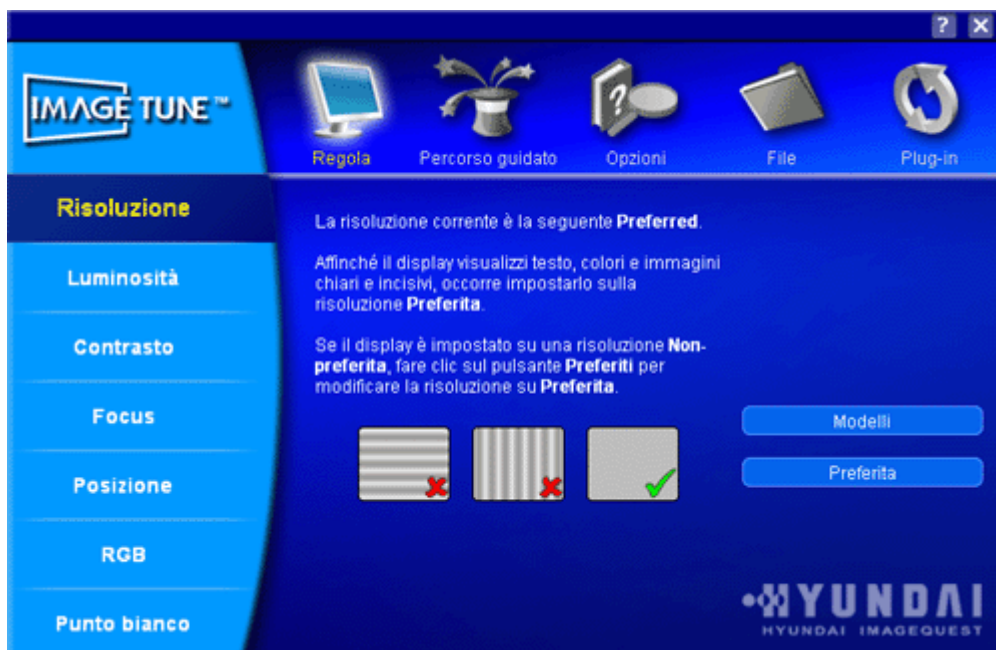 ? X
IMAGE TUNE™
Regola
Percorso guidato
Opzioni
File
Plug-in
Risoluzione
Luminosità
Contrasto
Focus
Posizione
RGB
Punto bianco
La risoluzione corrente è la seguente Preferred.
Affinché il display visualizzi testo, colori e immagini
chiari e incisivi, occorre impostarlo sulla
risoluzione Preferita.
Se il display è impostato su una risoluzione Non-
preferita, fare clic sul pulsante Preferiti per
modificare la risoluzione su Preferita.
Modelli
Preferita
HYUNDAI
HYUNDAI IMAGEQUEST